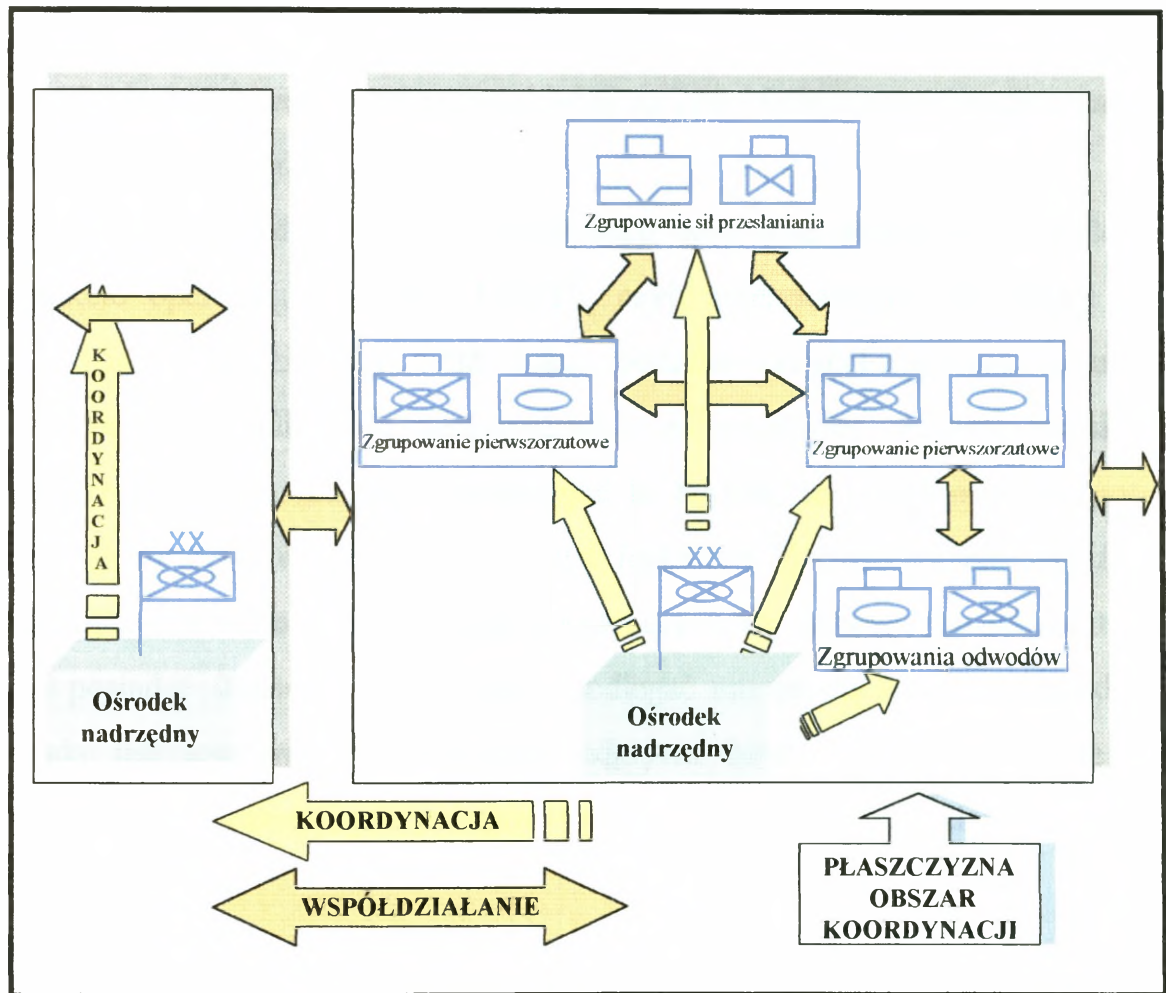 Zgrupowanie sił przesłaniania
Zgrupowanie pierwszorzutowe
Zgrupowanie pierwszorzutowe
KOORDYNACJA
XX
XX
Zgrupowania odwodów
Ośrodek
nadrzędny
Ośrodek
nadrzędny
KOORDYNACJA
WSPÓŁDZIAŁANIE
PŁASZCZYZNA
OBSZAR
KOORDYNACJI